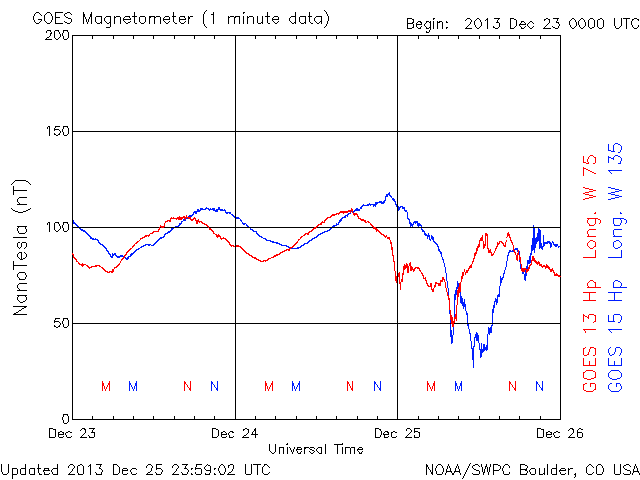 GOES Magnetometer (1 minute data)
Begin: 2013 Dec 23 0000 UTC
200
150
100
50
0
NanoTesla (nT)
M M N N M M N N M M N N
Dec 23 Dec 24 Dec 25 Dec 26
Universal Time
GOES 13 Hp Long. W 75
GOES 15 Hp Long. W 135
Updated 2013 Dec 25 23:59:02 UTC
NOAA/SWPC Boulder, CO USA